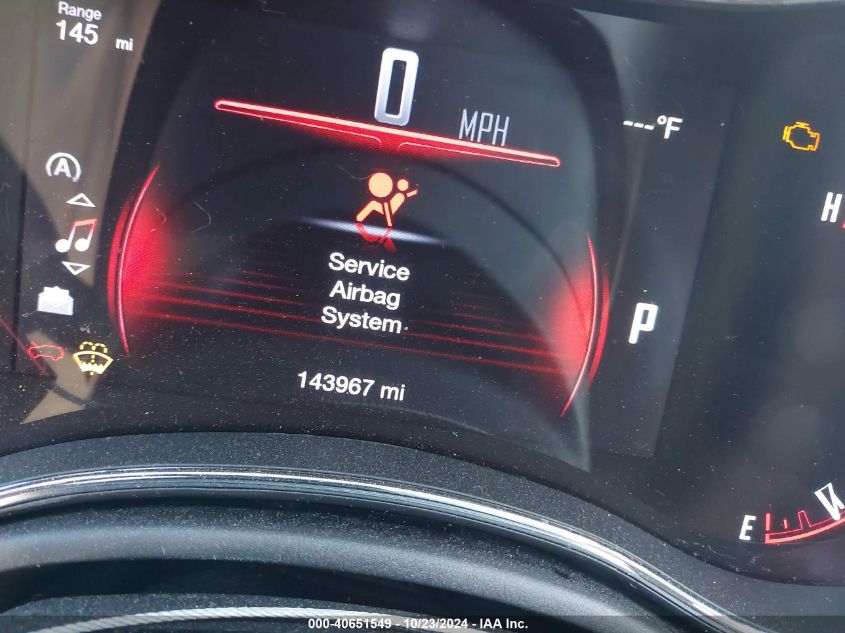 Range
145 mi
0
MPH
---°F
A
H
Service
Airbag
System
P
143967 mi
E
000-40651549 - 10/23/2024 - IAA Inc.